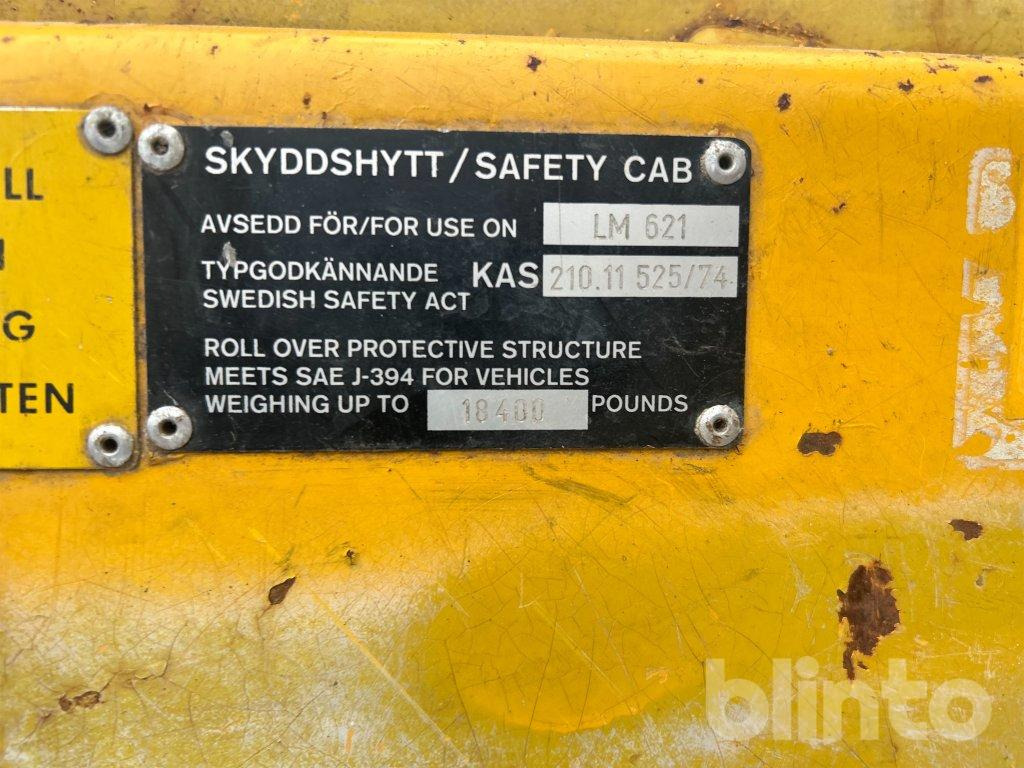 LL
G
TEN
SKYDDSHYTT/SAFETY CAB
AVSEDD FÖR/FOR USE ON LM 621
TYPGODKÄNNANDE KAS 210.11 525/74
SWEDISH SAFETY ACT
ROLL OVER PROTECTIVE STRUCTURE
MEETS SAE J-394 FOR VEHICLES
WEIGHING UP TO 18400 POUNDS
blinto